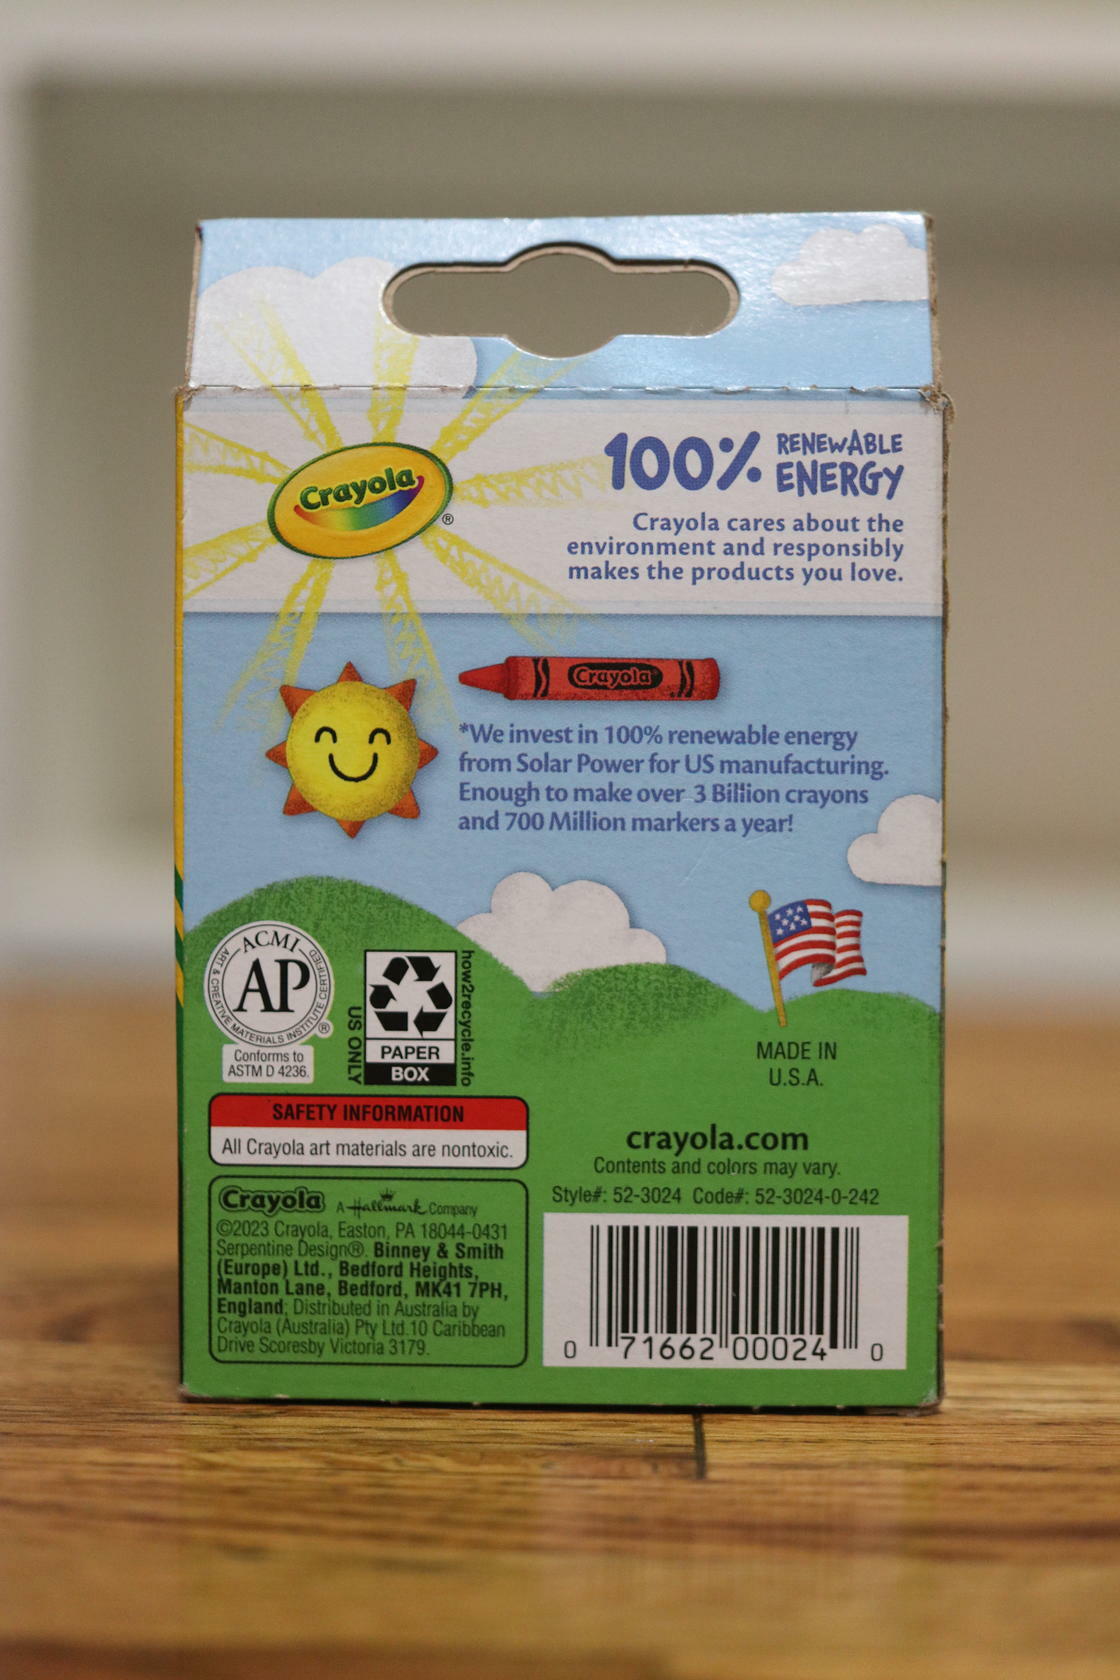 Crayola
®
100% RENEWABLE
ENERGY
Crayola cares about the
environment and responsibly
makes the products you love.
Crayola
*We invest in 100% renewable energy
from Solar Power for US manufacturing.
Enough to make over 3 Billion crayons
and 700 Million markers a year!
ACMI
AP
ART & CREATIVE MATERIALS INSTITUTE CERTIFIED
®
Conforms to
ASTM D 4236.
US ONLY
PAPER
BOX
how2recycle.info
MADE IN
U.S.A.
SAFETY INFORMATION
All Crayola art materials are nontoxic.
crayola.com
Contents and colors may vary.
Style#: 52-3024 Code#: 52-3024-0-242
Crayola A Hallmark Company
©2023 Crayola, Easton, PA 18044-0431
Serpentine Design®. Binney & Smith
(Europe) Ltd., Bedford Heights,
Manton Lane, Bedford, MK41 7PH,
England; Distributed in Australia by
Crayola (Australia) Pty Ltd.10 Caribbean
Drive Scoresby Victoria 3179.
0 71662 00024 0